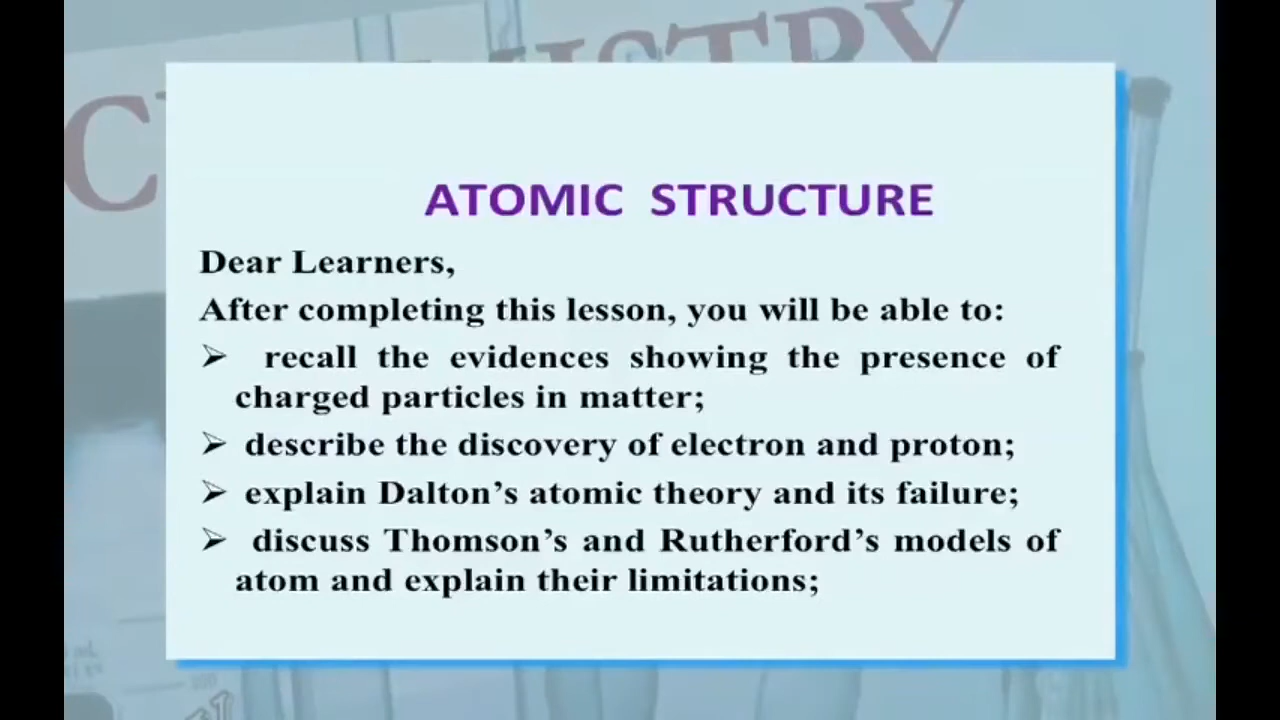 ATOMIC STRUCTURE
Dear Learners,
After completing this lesson, you will be able to:
➢ recall the evidences showing the presence of
charged particles in matter;
➢ describe the discovery of electron and proton;
➢ explain Dalton’s atomic theory and its failure;
➢ discuss Thomson’s and Rutherford’s models of
atom and explain their limitations;